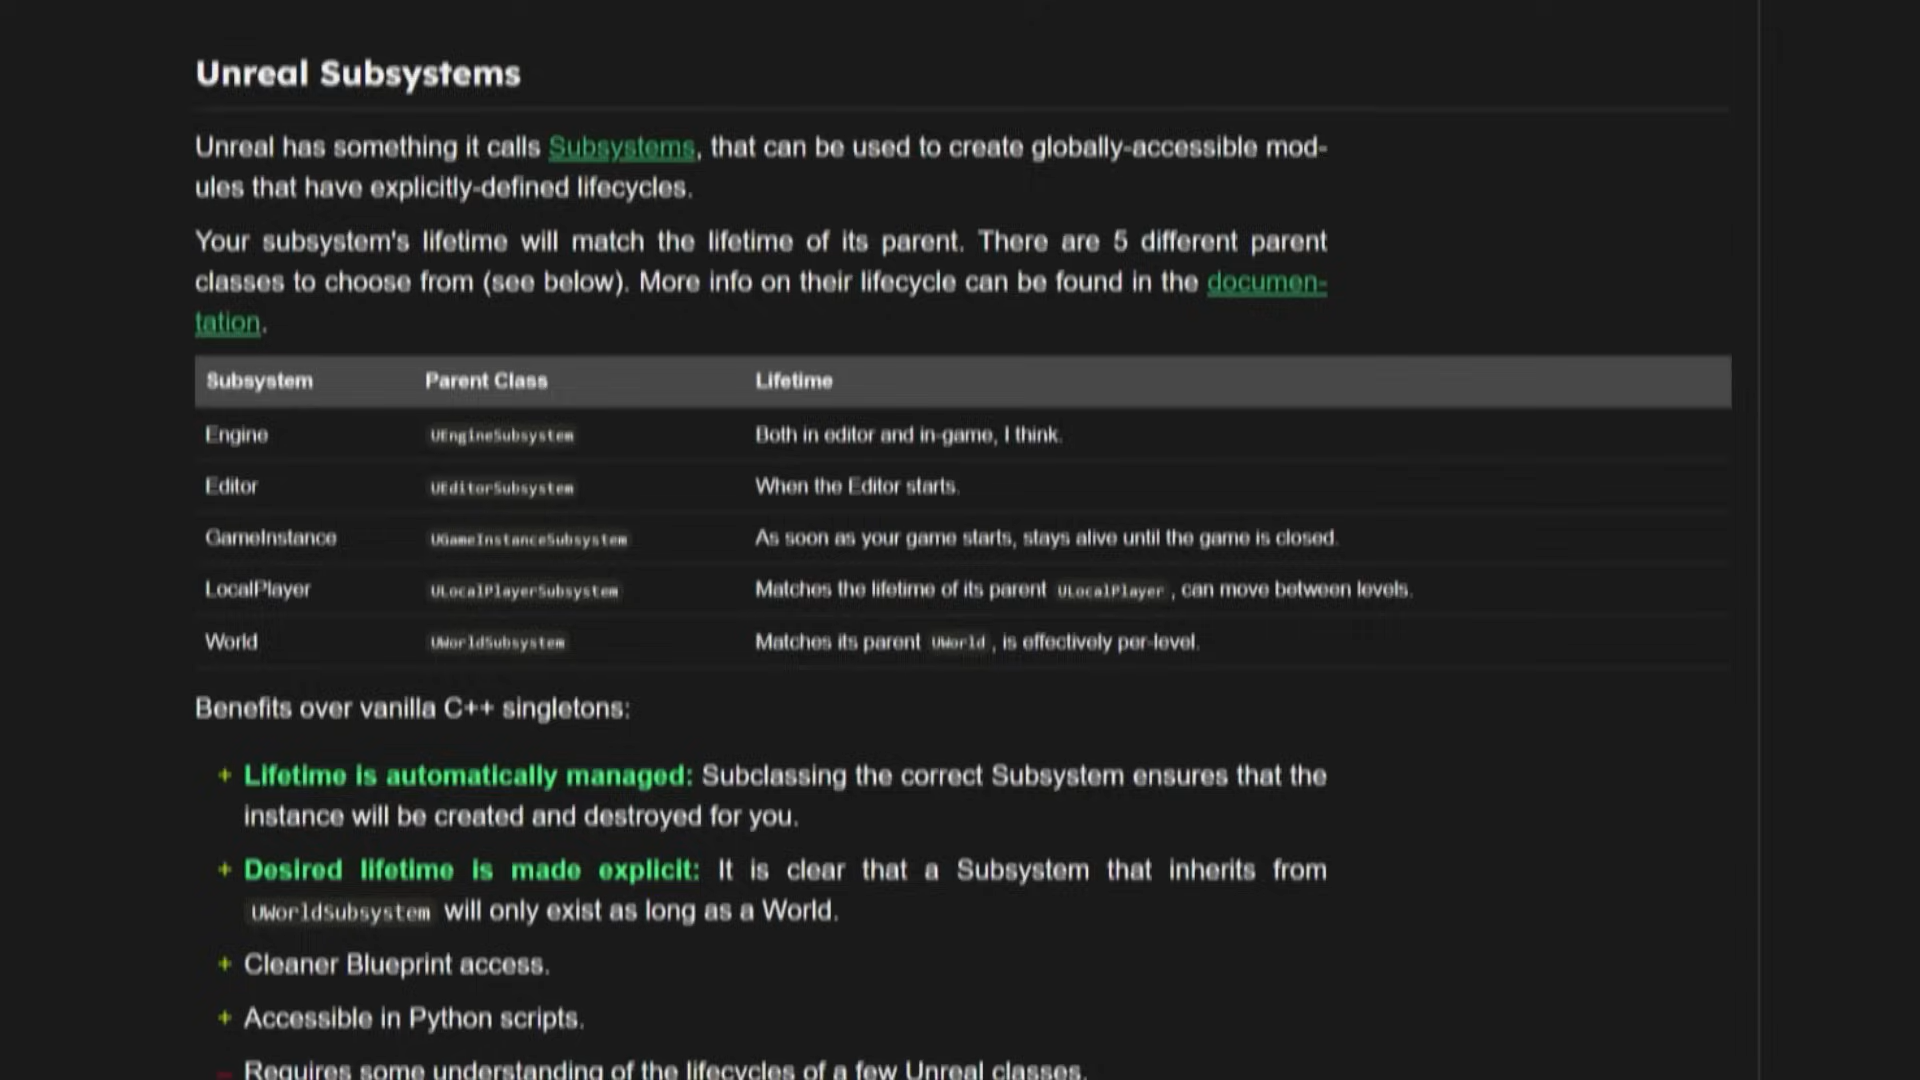 Unreal Subsystems
Unreal has something it calls Subsystems, that can be used to create globally-accessible mod-
ules that have explicitly-defined lifecycles.
Your subsystem's lifetime will match the lifetime of its parent. There are 5 different parent
classes to choose from (see below). More info on their lifecycle can be found in the documen-
tation.
Subsystem Parent Class Lifetime
Engine UEngineSubsystem Both in editor and in-game, I think.
Editor UEditorSubsystem When the Editor starts.
GameInstance UGameInstanceSubsystem As soon as your game starts, stays alive until the game is closed.
LocalPlayer ULocalPlayerSubsystem Matches the lifetime of its parent ULocalPlayer , can move between levels.
World UWorldSubsystem Matches its parent UWorld , is effectively per-level.
Benefits over vanilla C++ singletons:
+ Lifetime is automatically managed: Subclassing the correct Subsystem ensures that the
instance will be created and destroyed for you.
+ Desired lifetime is made explicit: It is clear that a Subsystem that inherits from
UWorldSubsystem will only exist as long as a World.
+ Cleaner Blueprint access.
+ Accessible in Python scripts.
- Requires some understanding of the lifecycles of a few Unreal classes.